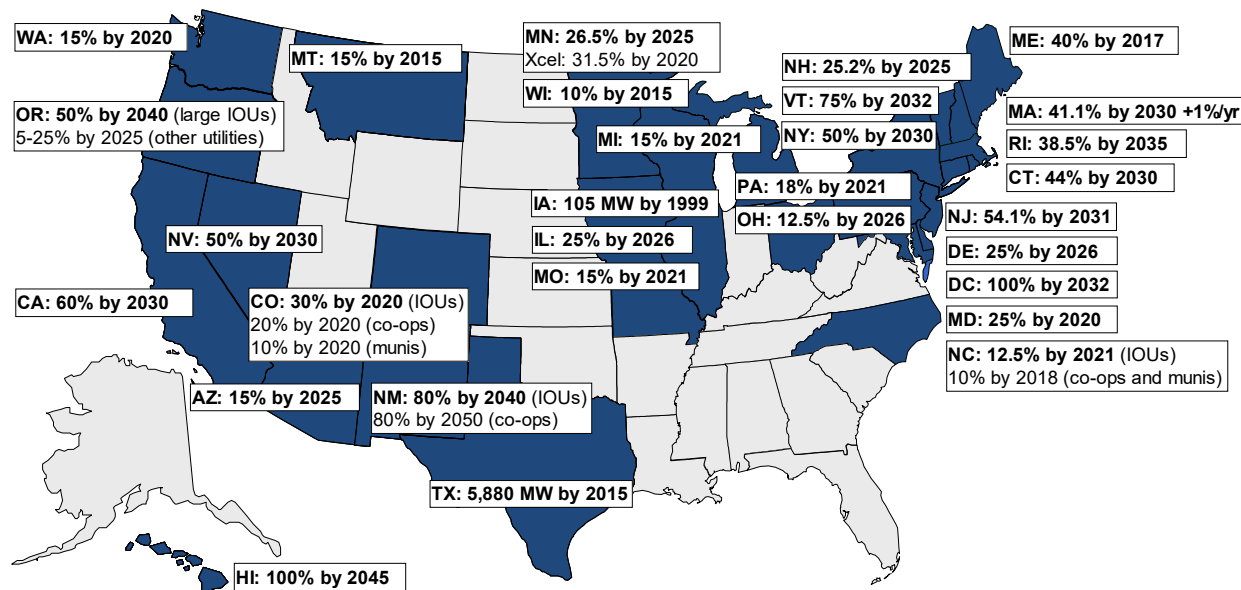 WA: 15% by 2020
MT: 15% by 2015
MN: 26.5% by 2025
Xcel: 31.5% by 2020
ME: 40% by 2017
NH: 25.2% by 2025
WI: 10% by 2015
VT: 75% by 2032
OR: 50% by 2040 (large IOUs)
5-25% by 2025 (other utilities)
MI: 15% by 2021
NY: 50% by 2030
MA: 41.1% by 2030 +1%/yr
RI: 38.5% by 2035
CT: 44% by 2030
PA: 18% by 2021
IA: 105 MW by 1999
OH: 12.5% by 2026
NJ: 54.1% by 2031
NV: 50% by 2030
IL: 25% by 2026
DE: 25% by 2026
MO: 15% by 2021
DC: 100% by 2032
CA: 60% by 2030
CO: 30% by 2020 (IOUs)
20% by 2020 (co-ops)
10% by 2020 (munis)
MD: 25% by 2020
NC: 12.5% by 2021 (IOUs)
10% by 2018 (co-ops and munis)
AZ: 15% by 2025
NM: 80% by 2040 (IOUs)
80% by 2050 (co-ops)
TX: 5,880 MW by 2015
HI: 100% by 2045